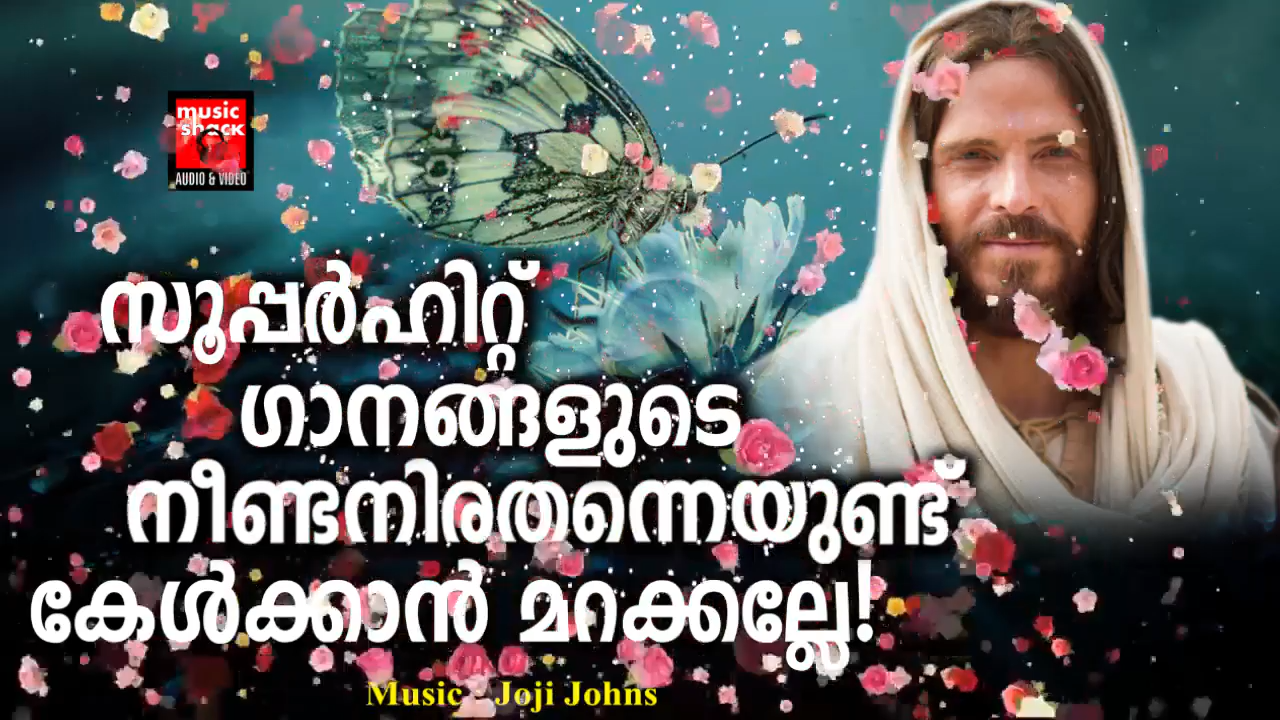 music
shack
AUDIO & VIDEO
സൂപ്പർഹിറ്റ്
ഗാനങ്ങളുടെ
നീണ്ടനിരതന്നെയുണ്ട്
കേൾക്കാൻ മറക്കല്ലേ!
Music - Joji Johns